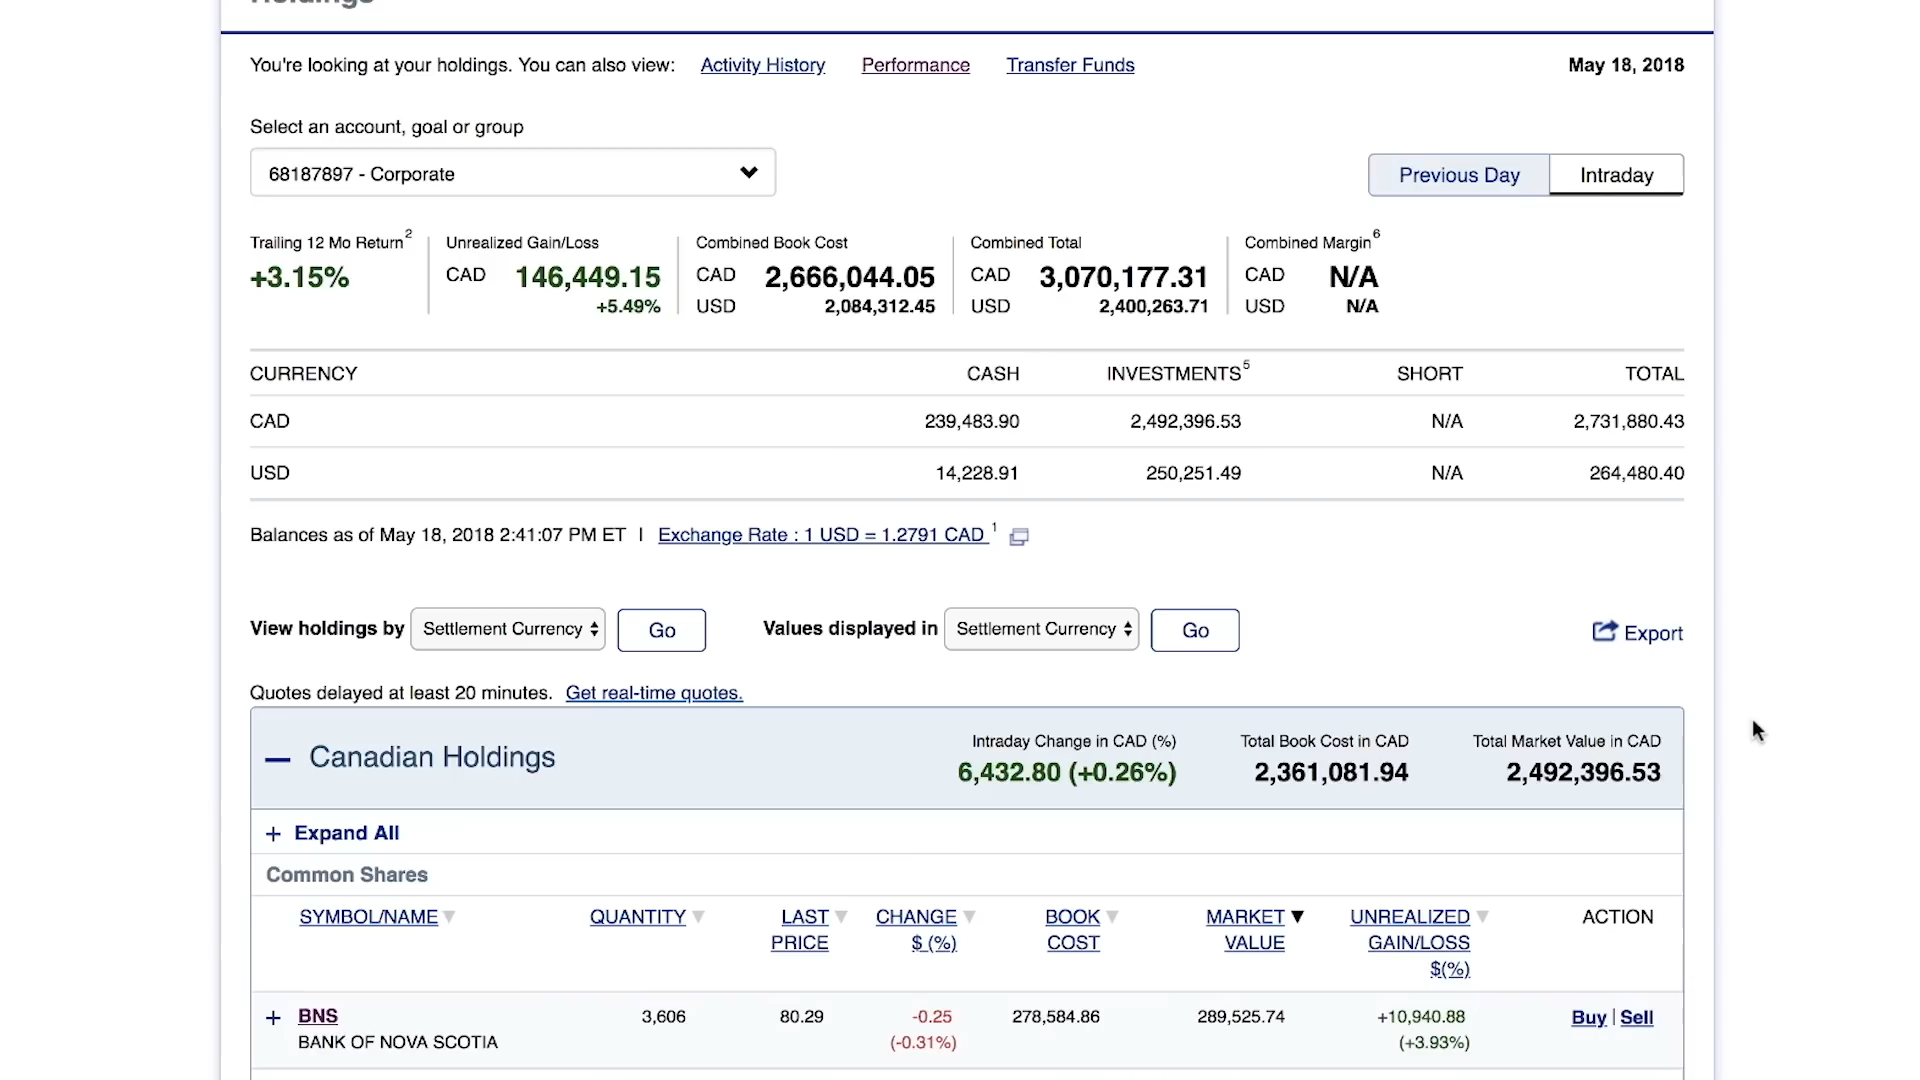 Holdings
You're looking at your holdings. You can also view: Activity History Performance Transfer Funds May 18, 2018
Select an account, goal or group
68187897 - Corporate
Previous Day Intraday
Trailing 12 Mo Return2 Unrealized Gain/Loss Combined Book Cost Combined Total Combined Margin6
+3.15% CAD 146,449.15 CAD 2,666,044.05 CAD 3,070,177.31 CAD N/A
+5.49% USD 2,084,312.45 USD 2,400,263.71 USD N/A
CURRENCY CASH INVESTMENTS5 SHORT TOTAL
CAD 239,483.90 2,492,396.53 N/A 2,731,880.43
USD 14,228.91 250,251.49 N/A 264,480.40
Balances as of May 18, 2018 2:41:07 PM ET | Exchange Rate : 1 USD = 1.2791 CAD 1
View holdings by Settlement Currency Go Values displayed in Settlement Currency Go Export
Quotes delayed at least 20 minutes. Get real-time quotes.
Intraday Change in CAD (%) Total Book Cost in CAD Total Market Value in CAD
— Canadian Holdings 6,432.80 (+0.26%) 2,361,081.94 2,492,396.53
+ Expand All
Common Shares
SYMBOL/NAME QUANTITY LAST CHANGE BOOK MARKET UNREALIZED ACTION
PRICE $ (%) COST VALUE GAIN/LOSS
$(%)
+ BNS 3,606 80.29 -0.25 278,584.86 289,525.74 +10,940.88 Buy | Sell
BANK OF NOVA SCOTIA (-0.31%) (+3.93%)